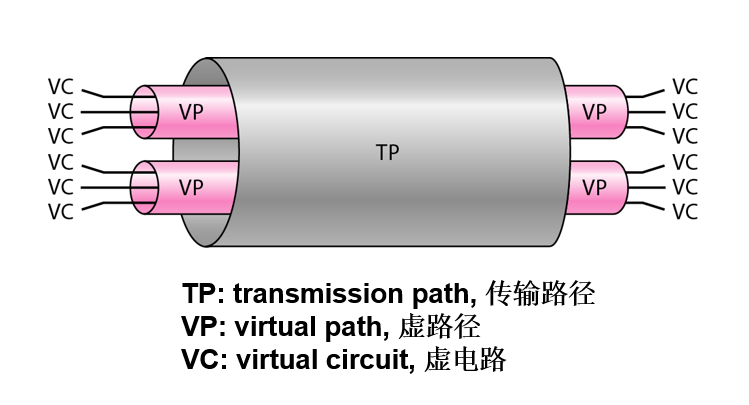 VC
VC
VC
VP
VC
VC
VC
VP
TP
VP
VC
VC
VC
VP
VC
VC
VC
TP: transmission path, 传输路径
VP: virtual path, 虚路径
VC: virtual circuit, 虚电路